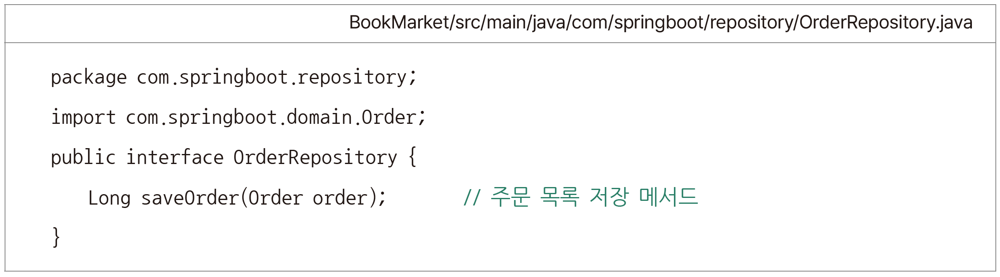 BookMarket/src/main/java/com/springboot/repository/OrderRepository.java
package com.springboot.repository;
import com.springboot.domain.Order;
public interface OrderRepository {
Long saveOrder(Order order); // 주문 목록 저장 메서드
}